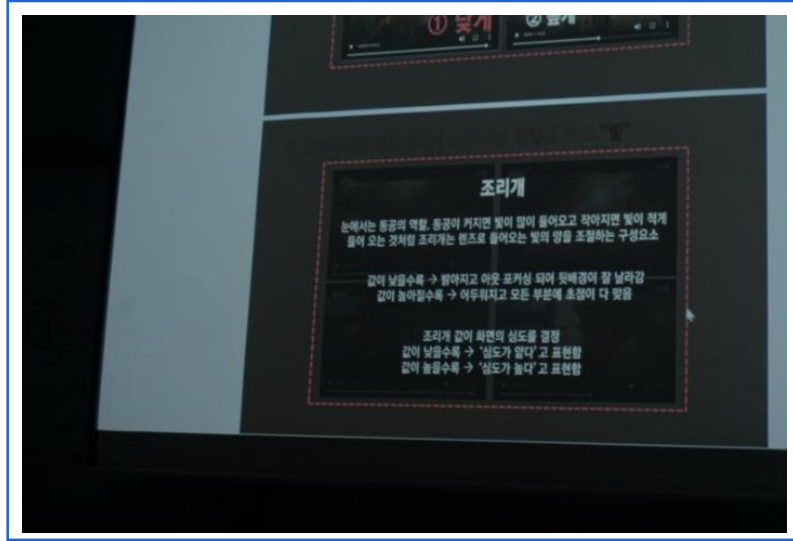 ① 낮게
② 높게
"빛"
조리개
눈에서는 동공의 역할. 동공이 커지면 빛이 많이 들어오고 작아지면 빛이 적게
들어 오는 것처럼 조리개는 렌즈로 들어오는 빛의 양을 조절하는 구성요소
값이 낮을수록 → 밝아지고 아웃 포커싱 되어 뒷배경이 잘 날라감
값이 높아질수록 → 어두워지고 모든 부분에 초점이 다 맞음
조리개 값이 화면의 심도를 결정
값이 낮을수록 → '심도가 얕다'고 표현함
값이 높을수록 → '심도가 높다'고 표현함